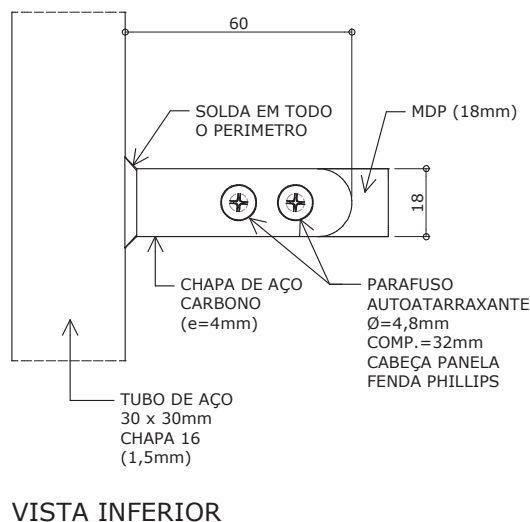 60
SOLDA EM TODO
O PERIMETRO
MDP (18mm)
18
CHAPA DE AÇO
CARBONO
(e=4mm)
PARAFUSO
AUTOATARRAXANTE
Ø=4,8mm
COMP.=32mm
CABEÇA PANELA
FENDA PHILLIPS
TUBO DE AÇO
30 x 30mm
CHAPA 16
(1,5mm)
VISTA INFERIOR